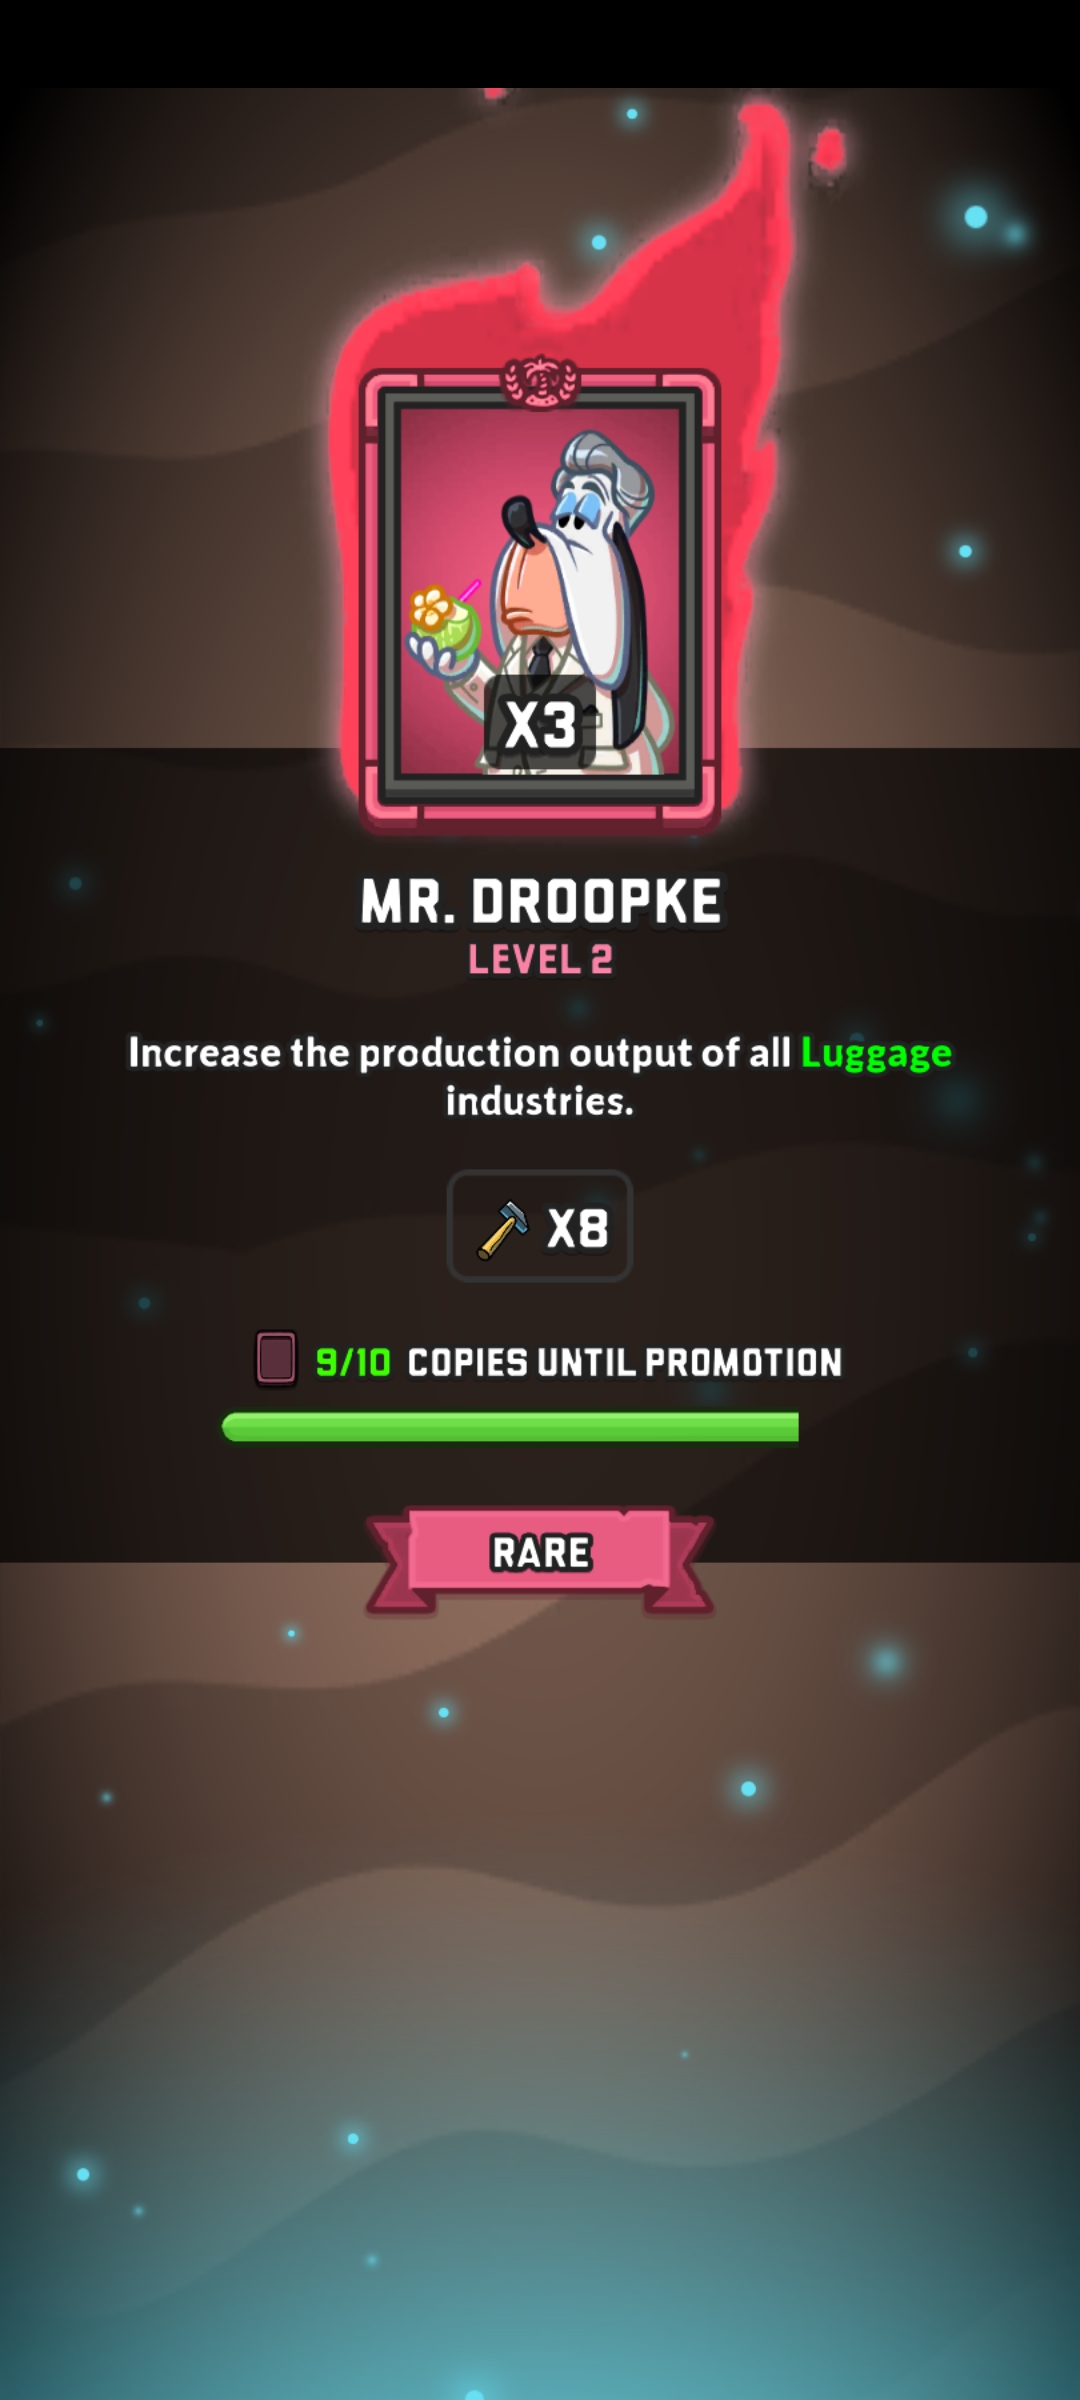 X3
MR. DROOPKE
LEVEL 2
Increase the production output of all Luggage
industries.
X8
9/10 COPIES UNTIL PROMOTION
RARE